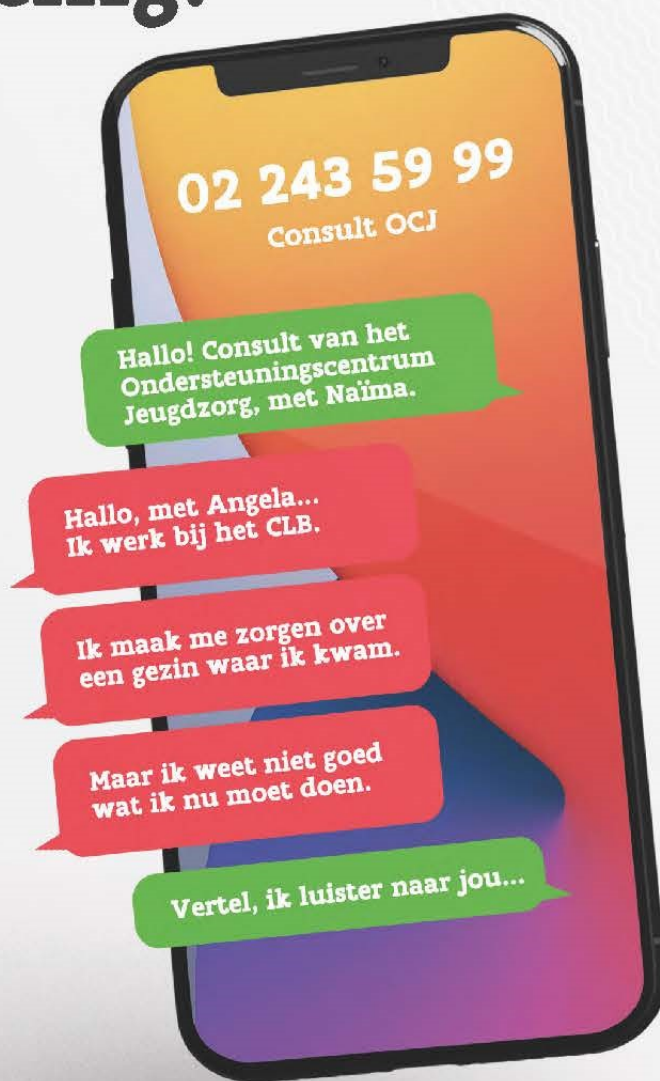 02 243 59 99
Consult OCJ
Hallo! Consult van het
Ondersteuningscentrum
Jeugdzorg, met Naïma.
Hallo, met Angela...
Ik werk bij het CLB.
Ik maak me zorgen over
een gezin waar ik kwam.
Maar ik weet niet goed
wat ik nu moet doen.
Vertel, ik luister naar jou...